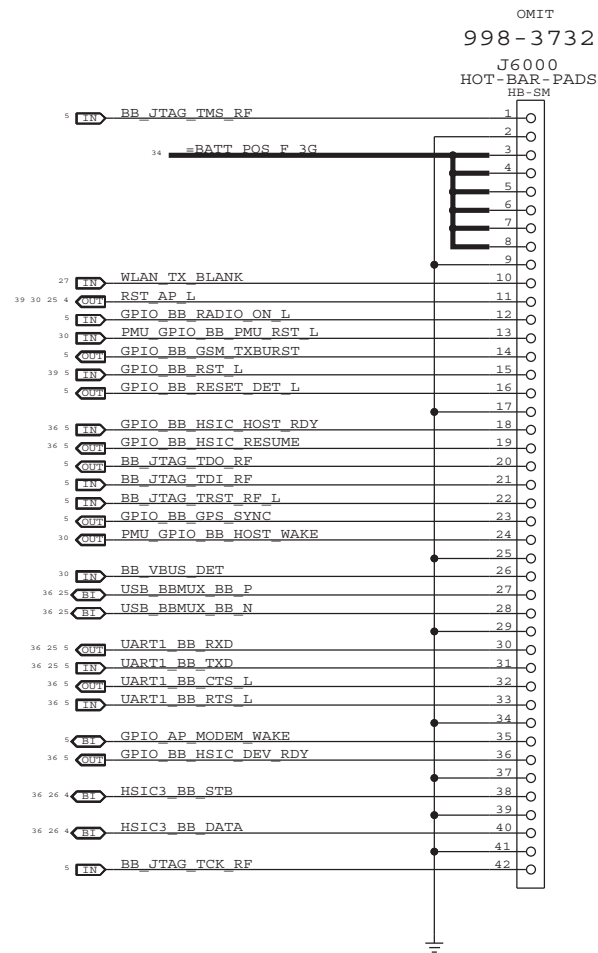 OMIT
998-3732
J6000
HOT-BAR-PADS
HB-SM
5 IN BB_JTAG_TMS_RF 1
2
34 =BATT_POS_F_3G 3
4
5
6
7
8
9
27 IN WLAN_TX_BLANK 10
39 30 25 4 OUT RST_AP_L 11
5 IN GPIO_BB_RADIO_ON_L 12
30 IN PMU_GPIO_BB_PMU_RST_L 13
5 OUT GPIO_BB_GSM_TXBURST 14
39 5 IN GPIO_BB_RST_L 15
5 OUT GPIO_BB_RESET_DET_L 16
17
36 5 IN GPIO_BB_HSIC_HOST_RDY 18
36 5 OUT GPIO_BB_HSIC_RESUME 19
5 OUT BB_JTAG_TDO_RF 20
5 IN BB_JTAG_TDI_RF 21
5 IN BB_JTAG_TRST_RF_L 22
5 OUT GPIO_BB_GPS_SYNC 23
30 OUT PMU_GPIO_BB_HOST_WAKE 24
25
30 IN BB_VBUS_DET 26
36 25 BI USB_BBMUX_BB_P 27
36 25 BI USB_BBMUX_BB_N 28
29
36 25 5 OUT UART1_BB_RXD 30
36 25 5 IN UART1_BB_TXD 31
36 5 OUT UART1_BB_CTS_L 32
36 5 IN UART1_BB_RTS_L 33
34
5 BI GPIO_AP_MODEM_WAKE 35
36 5 OUT GPIO_BB_HSIC_DEV_RDY 36
37
36 26 4 BI HSIC3_BB_STB 38
39
36 26 4 BI HSIC3_BB_DATA 40
41
5 IN BB_JTAG_TCK_RF 42